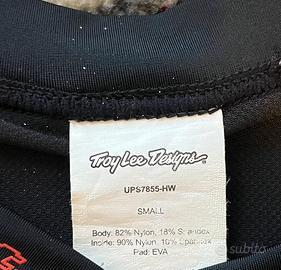 Troy Lee Designs
UPS7855-HW
SMALL
Body: 82% Nylon, 18% Spandex
Inside: 90% Nylon, 10% Spandex
Pad: EVA
subito